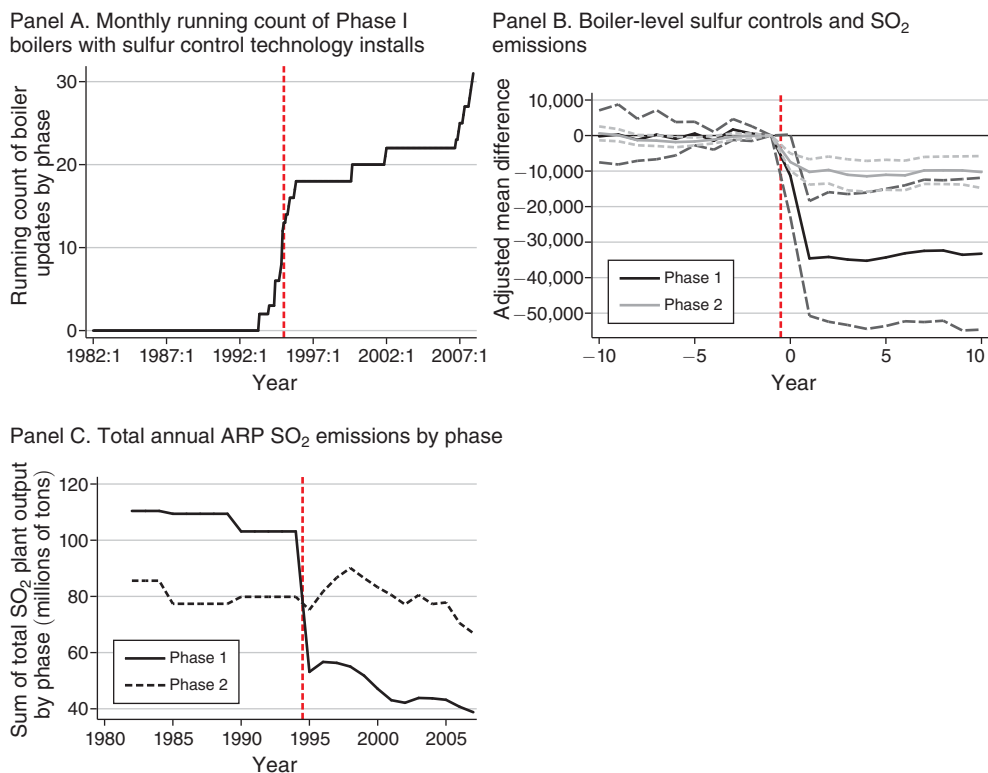 Panel A. Monthly running count of Phase I
boilers with sulfur control technology installs
Running count of boiler
updates by phase
30
20
10
0
1982:1 1987:1 1992:1 1997:1 2002:1 2007:1
Year
Panel B. Boiler-level sulfur controls and SO₂
emissions
Adjusted mean difference
10,000
0
−10,000
−20,000
−30,000
−40,000
−50,000
Phase 1
Phase 2
−10 −5 0 5 10
Year
Panel C. Total annual ARP SO₂ emissions by phase
Sum of total SO₂ plant output
by phase (millions of tons)
120
100
80
60
40
Phase 1
Phase 2
1980 1985 1990 1995 2000 2005
Year